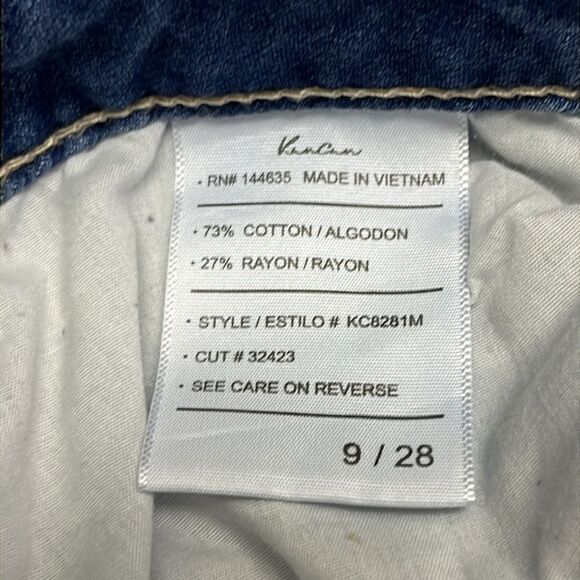 KanCan
· RN# 144635 MADE IN VIETNAM
· 73% COTTON / ALGODON
· 27% RAYON / RAYON
· STYLE / ESTILO # KC8281M
· CUT # 32423
· SEE CARE ON REVERSE
9 / 28